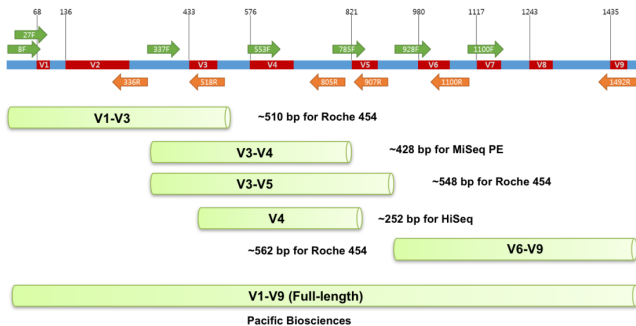 68 136 433 576 821 980 1117 1243 1435
27F
8F 337F 553F 785F 928F 1100F
V1 V2 V3 V4 V5 V6 V7 V8 V9
336R 518R 805R 907R 1100R 1492R
V1-V3 ~510 bp for Roche 454
V3-V4 ~428 bp for MiSeq PE
V3-V5 ~548 bp for Roche 454
V4 ~252 bp for HiSeq
~562 bp for Roche 454 V6-V9
V1-V9 (Full-length)
Pacific Biosciences